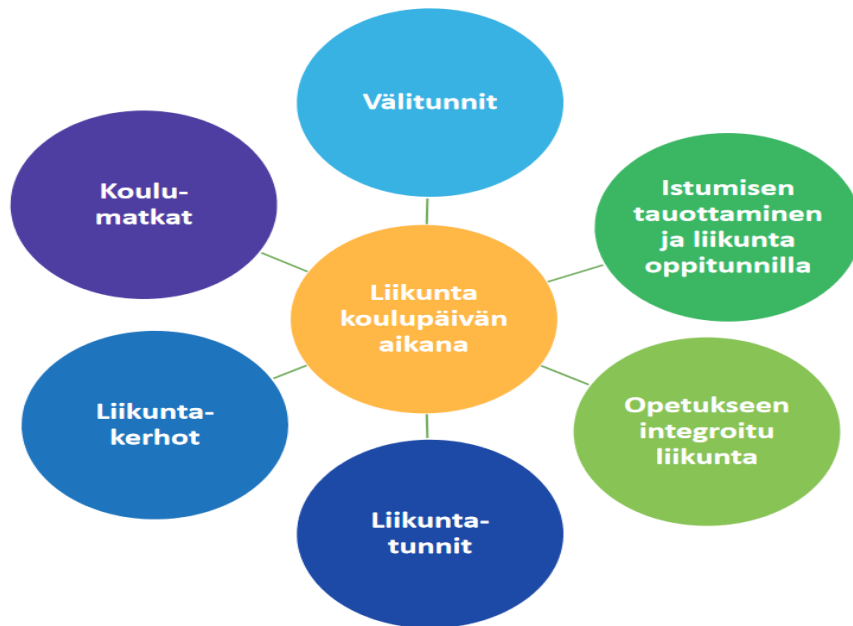 Välitunnit
Koulu-
matkat
Istumisen
tauottaminen
ja liikunta
oppitunnilla
Liikunta
koulupäivän
aikana
Liikunta-
kerhot
Opetukseen
integroitu
liikunta
Liikunta-
tunnit